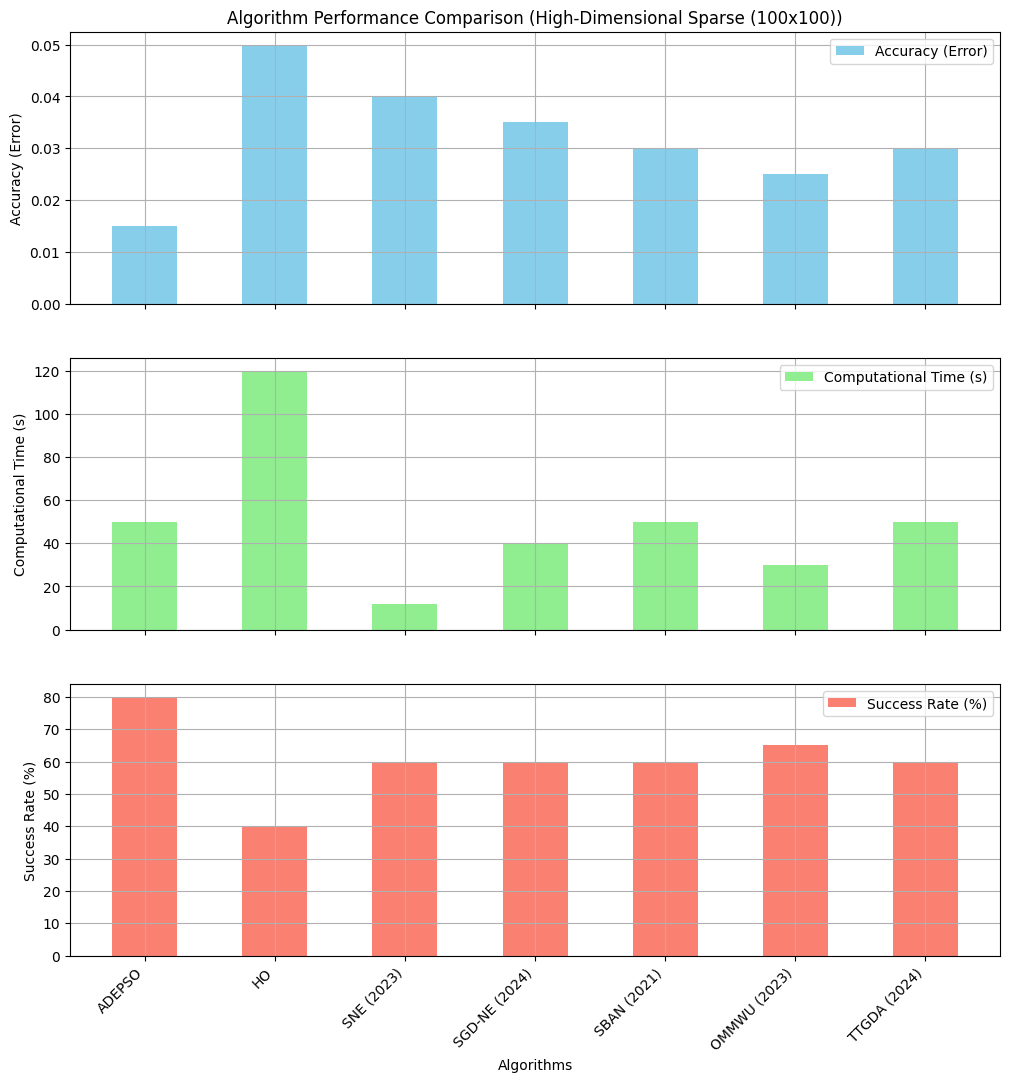 Algorithm Performance Comparison (High-Dimensional Sparse (100x100))
Accuracy (Error)
Accuracy (Error)
0.05
0.04
0.03
0.02
0.01
0.00
Computational Time (s)
Computational Time (s)
120
100
80
60
40
20
0
Success Rate (%)
Success Rate (%)
80
70
60
50
40
30
20
10
0
ADEPSO
HO
SNE (2023)
SGD-NE (2024)
SBAN (2021)
OMMWU (2023)
TTGDA (2024)
Algorithms